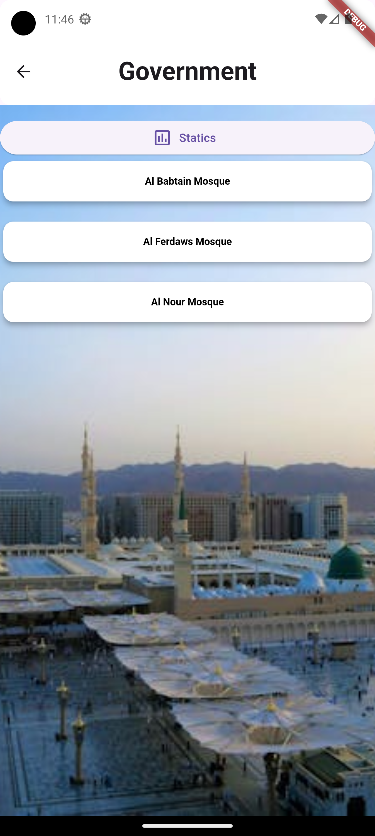 11:46
DEBUG
Government
Statics
Al Babtain Mosque
Al Ferdaws Mosque
Al Nour Mosque